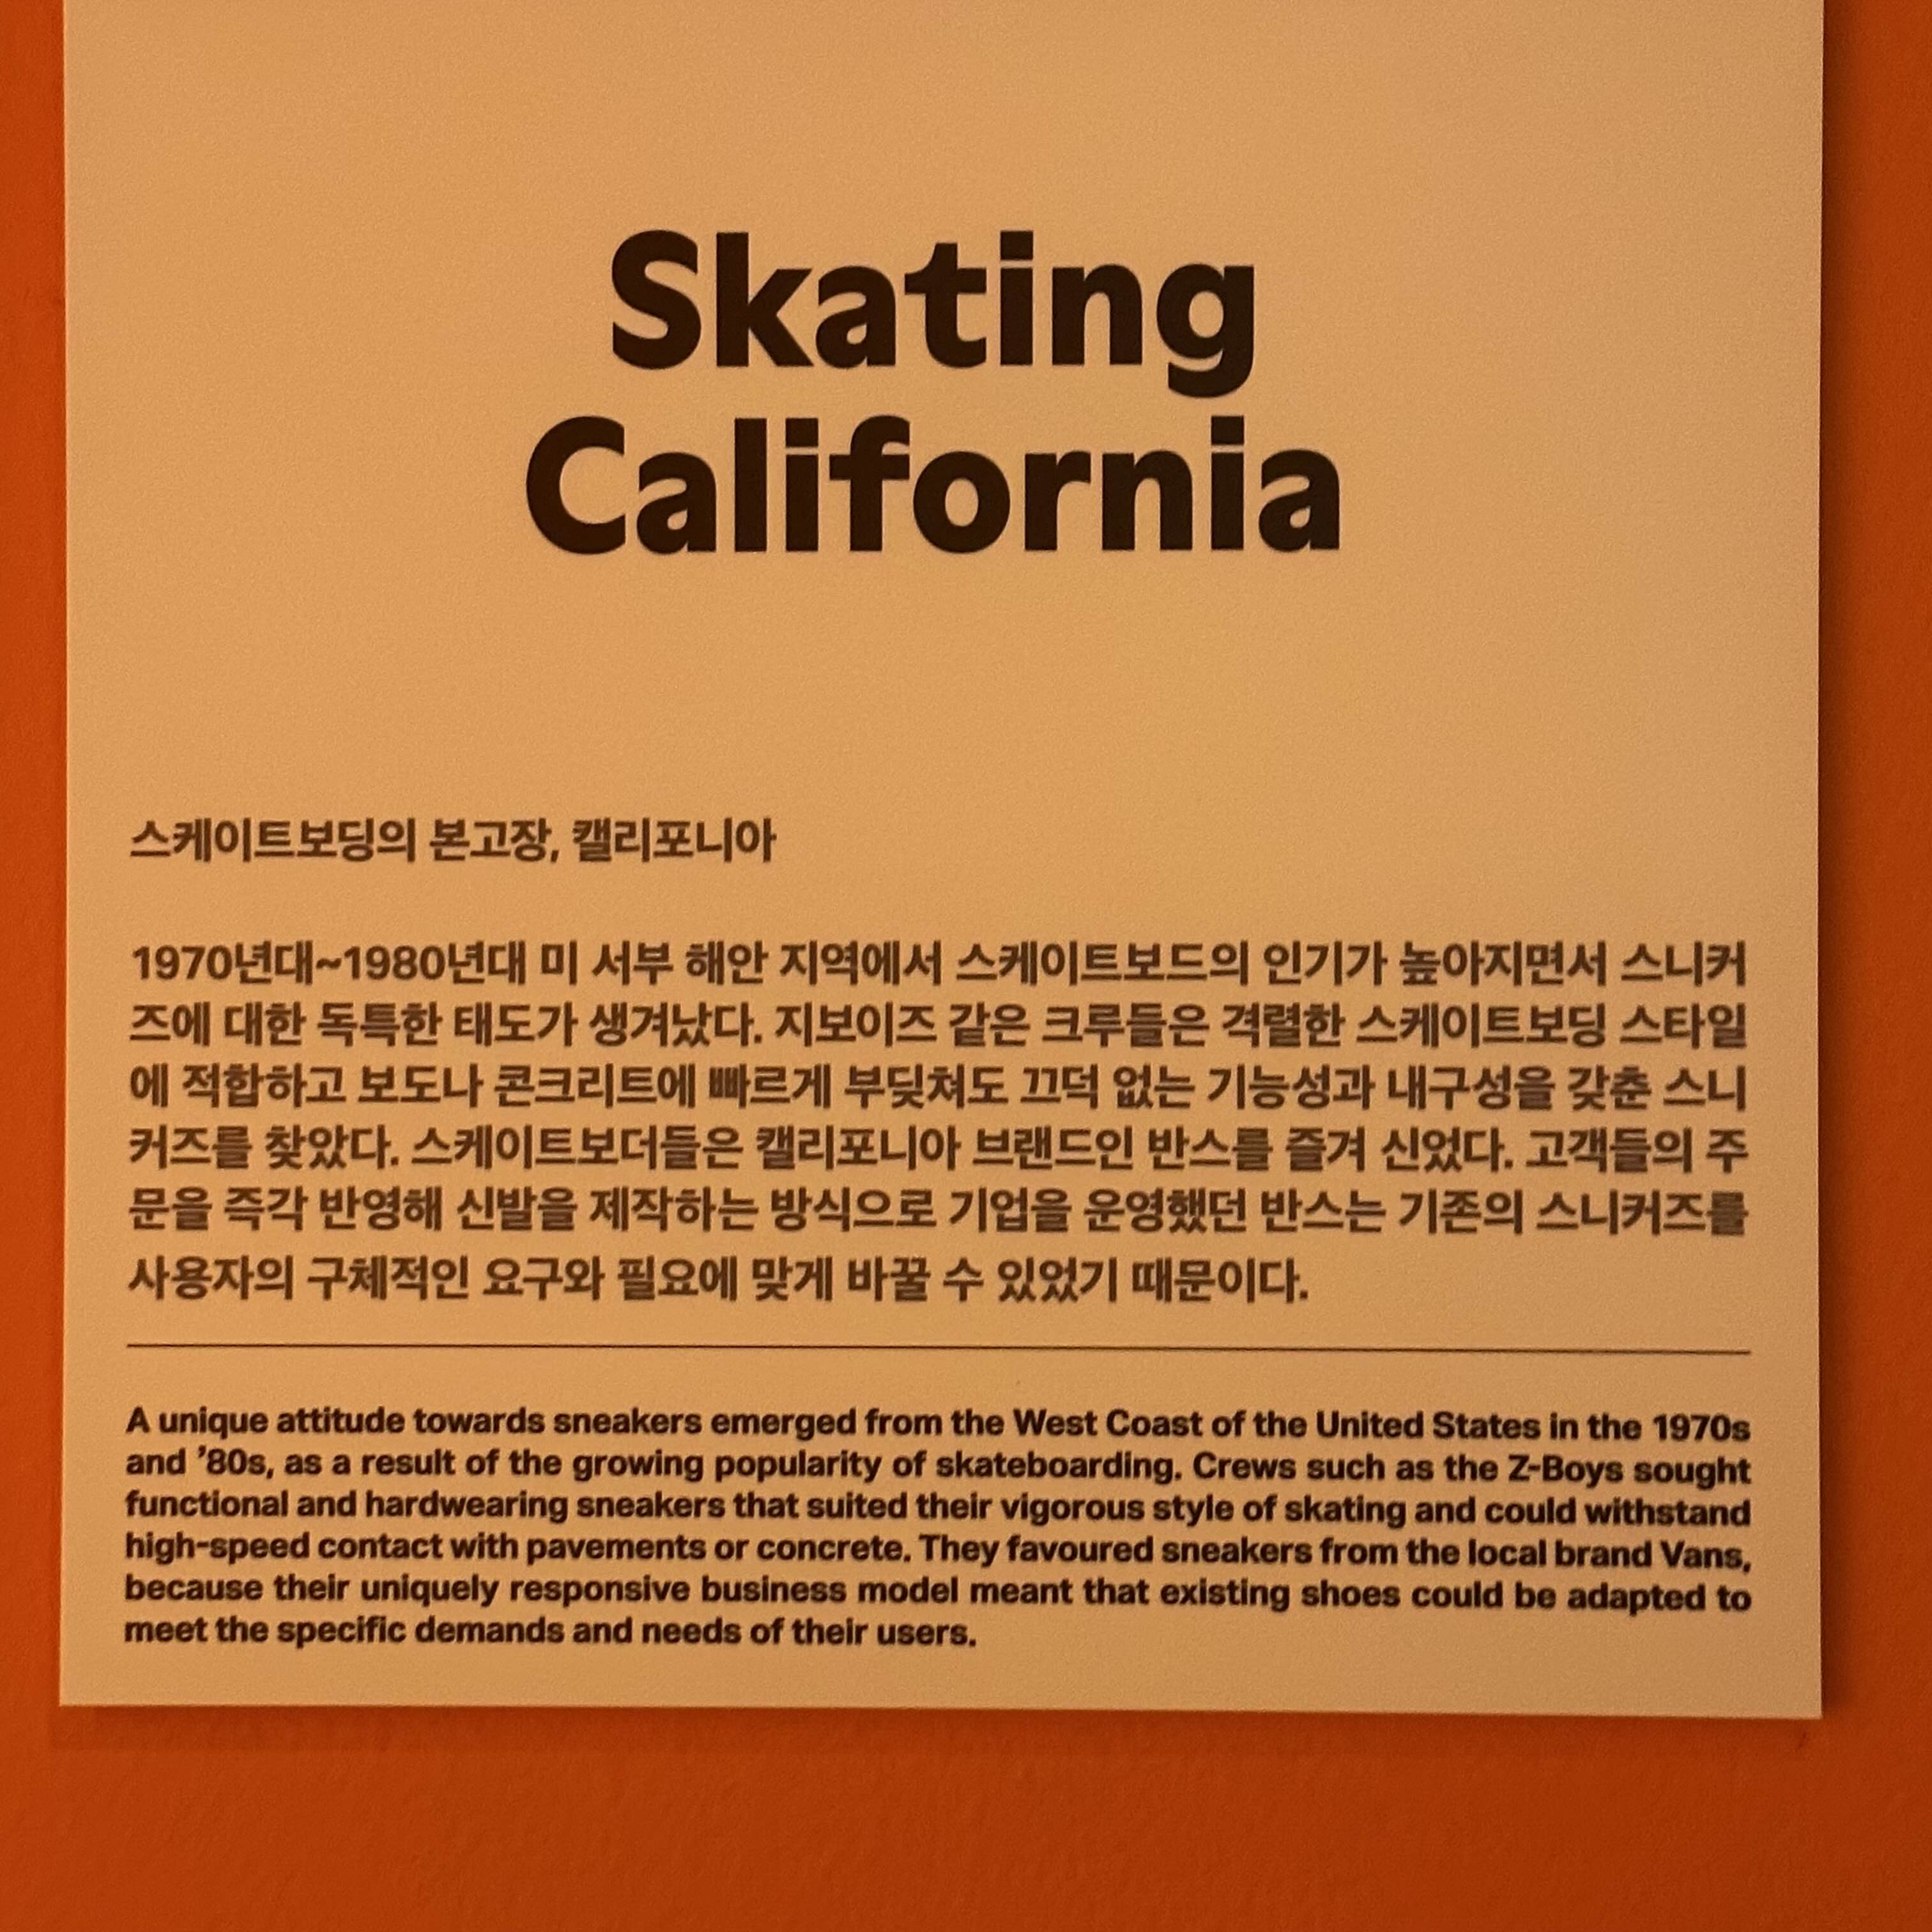 Skating
California
스케이트보딩의 본고장, 캘리포니아
1970년대~1980년대 미 서부 해안 지역에서 스케이트보드의 인기가 높아지면서 스니커
즈에 대한 독특한 태도가 생겨났다. 지보이즈 같은 크루들은 격렬한 스케이트보딩 스타일
에 적합하고 보도나 콘크리트에 빠르게 부딪쳐도 끄덕 없는 기능성과 내구성을 갖춘 스니
커즈를 찾았다. 스케이트보더들은 캘리포니아 브랜드인 반스를 즐겨 신었다. 고객들의 주
문을 즉각 반영해 신발을 제작하는 방식으로 기업을 운영했던 반스는 기존의 스니커즈를
사용자의 구체적인 요구와 필요에 맞게 바꿀 수 있었기 때문이다.
A unique attitude towards sneakers emerged from the West Coast of the United States in the 1970s
and ’80s, as a result of the growing popularity of skateboarding. Crews such as the Z-Boys sought
functional and hardwearing sneakers that suited their vigorous style of skating and could withstand
high-speed contact with pavements or concrete. They favoured sneakers from the local brand Vans,
because their uniquely responsive business model meant that existing shoes could be adapted to
meet the specific demands and needs of their users.